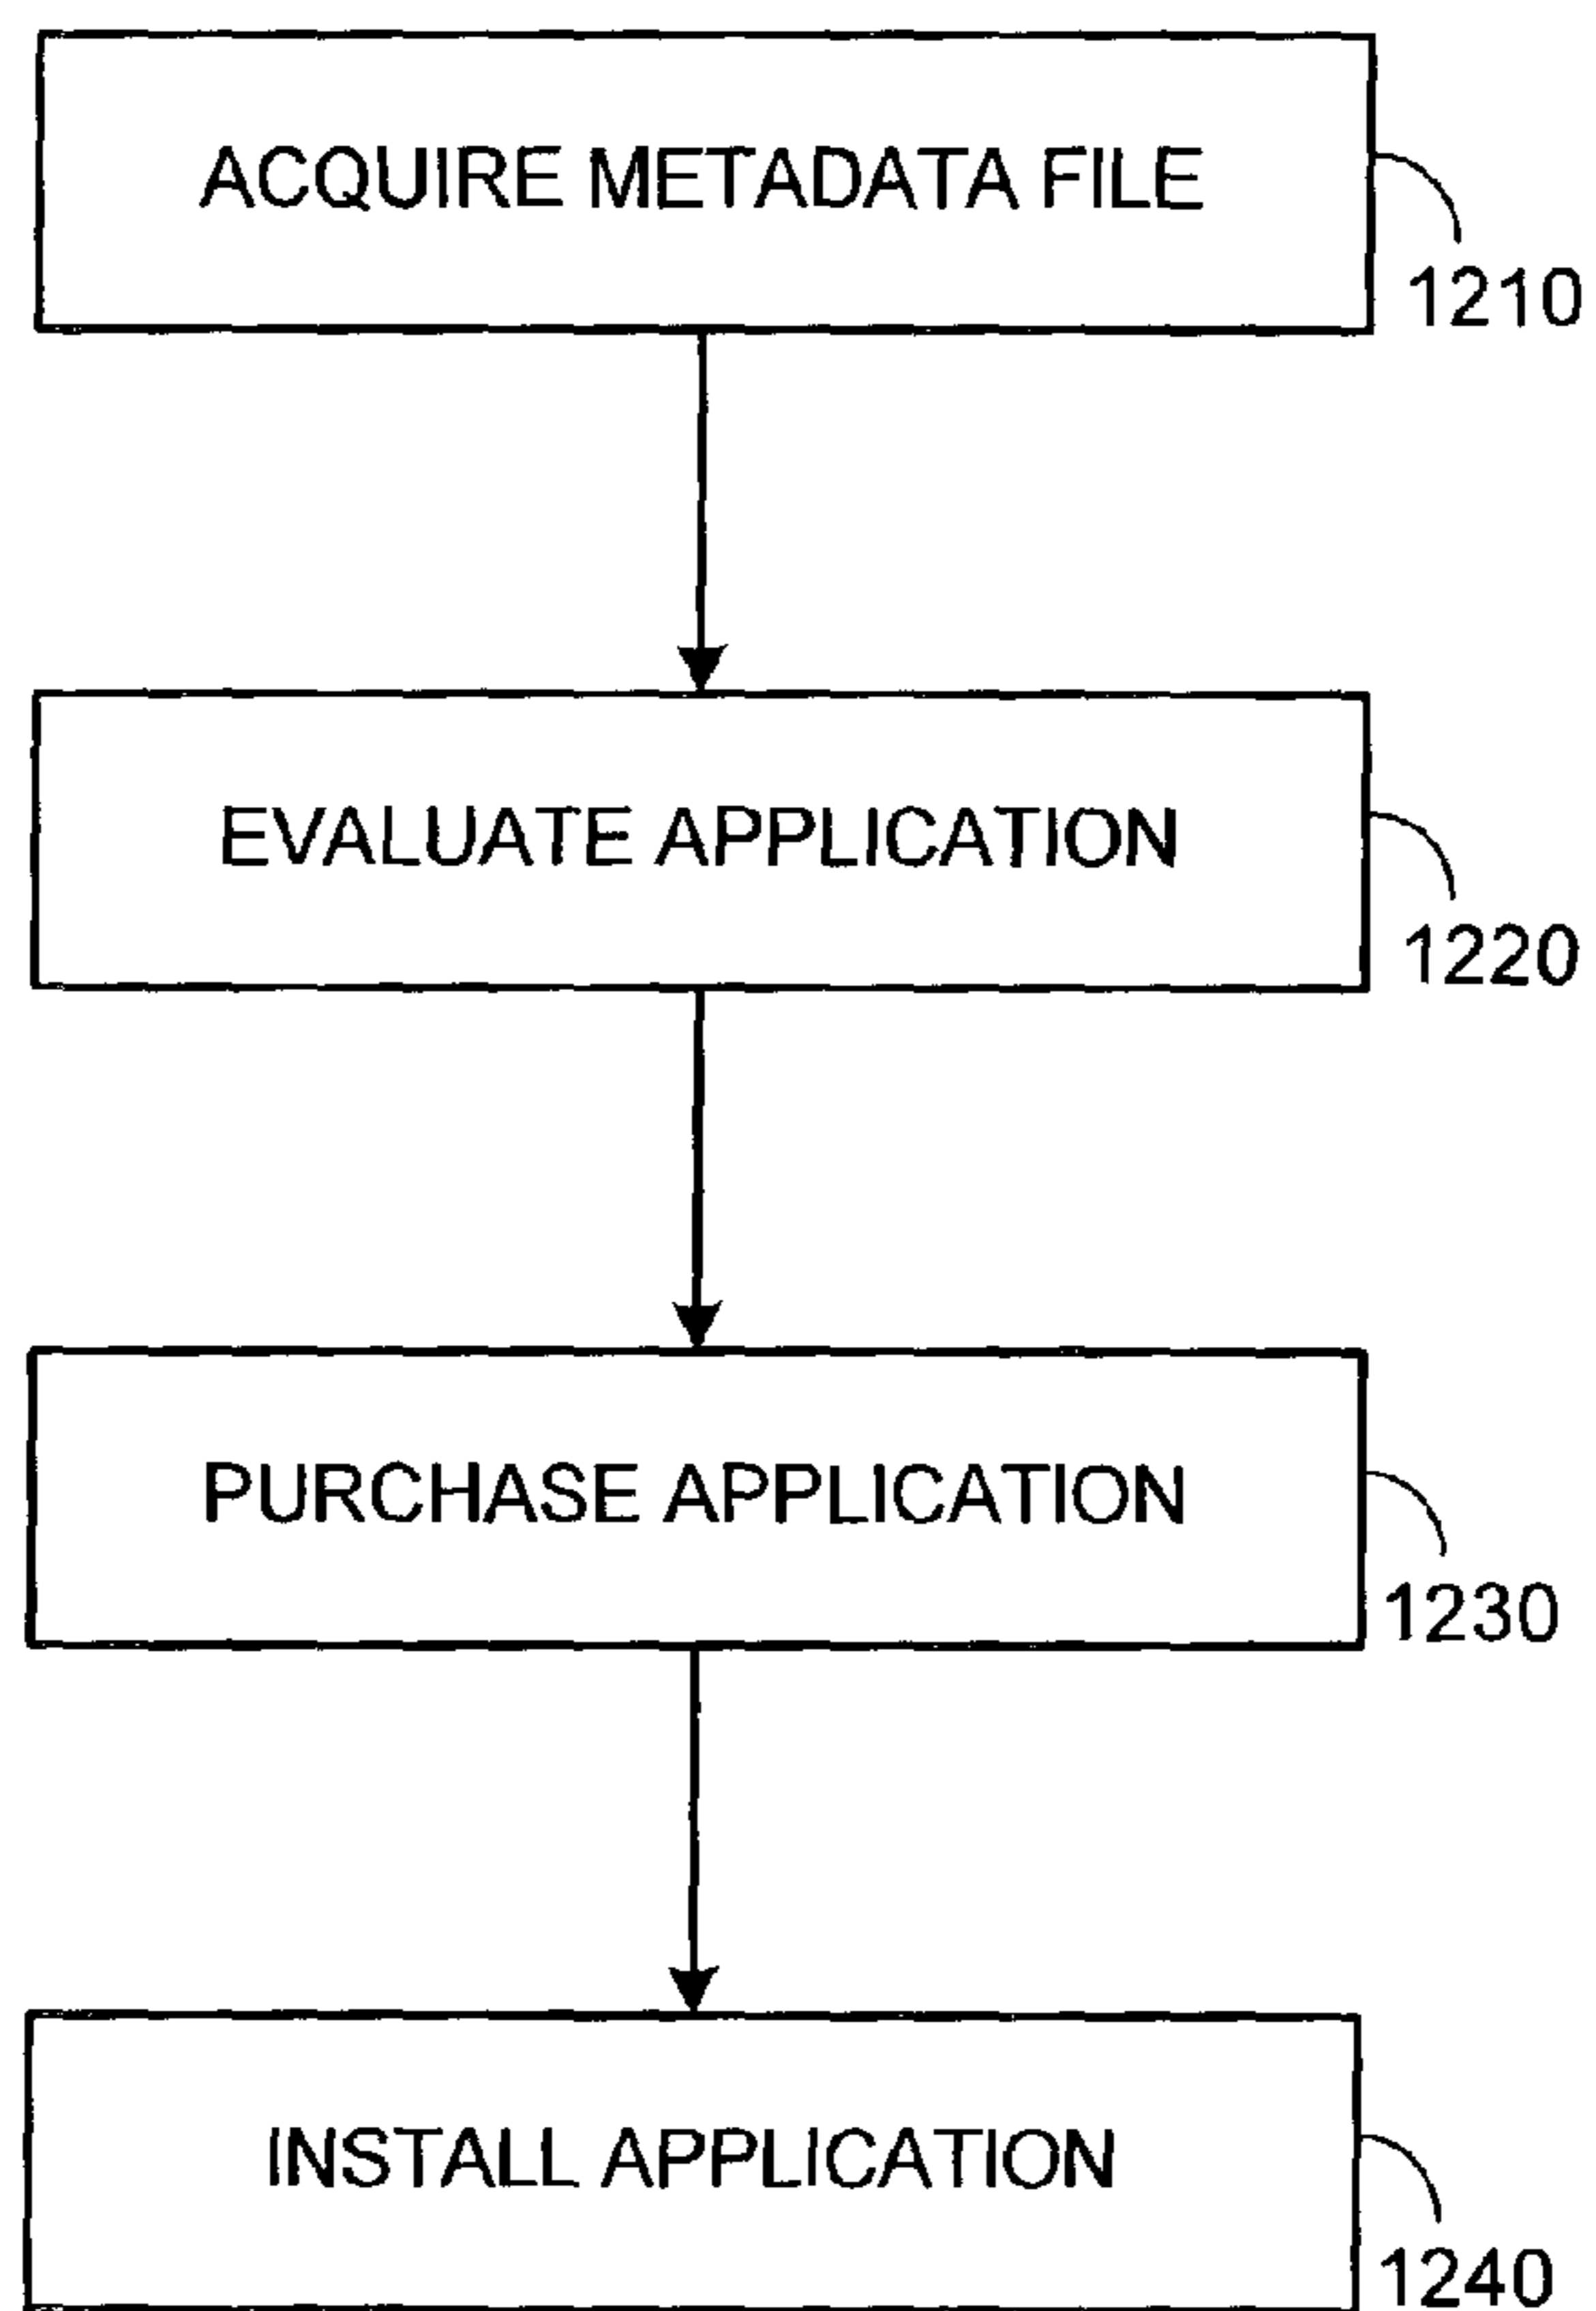 ACQUIRE METADATA FILE
1210
EVALUATE APPLICATION
1220
PURCHASE APPLICATION
1230
INSTALL APPLICATION
1240